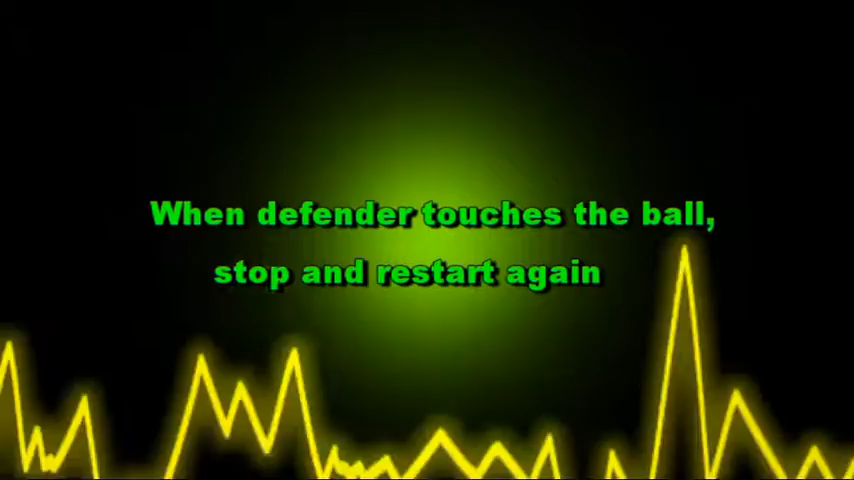 When defender touches the ball,
stop and restart again